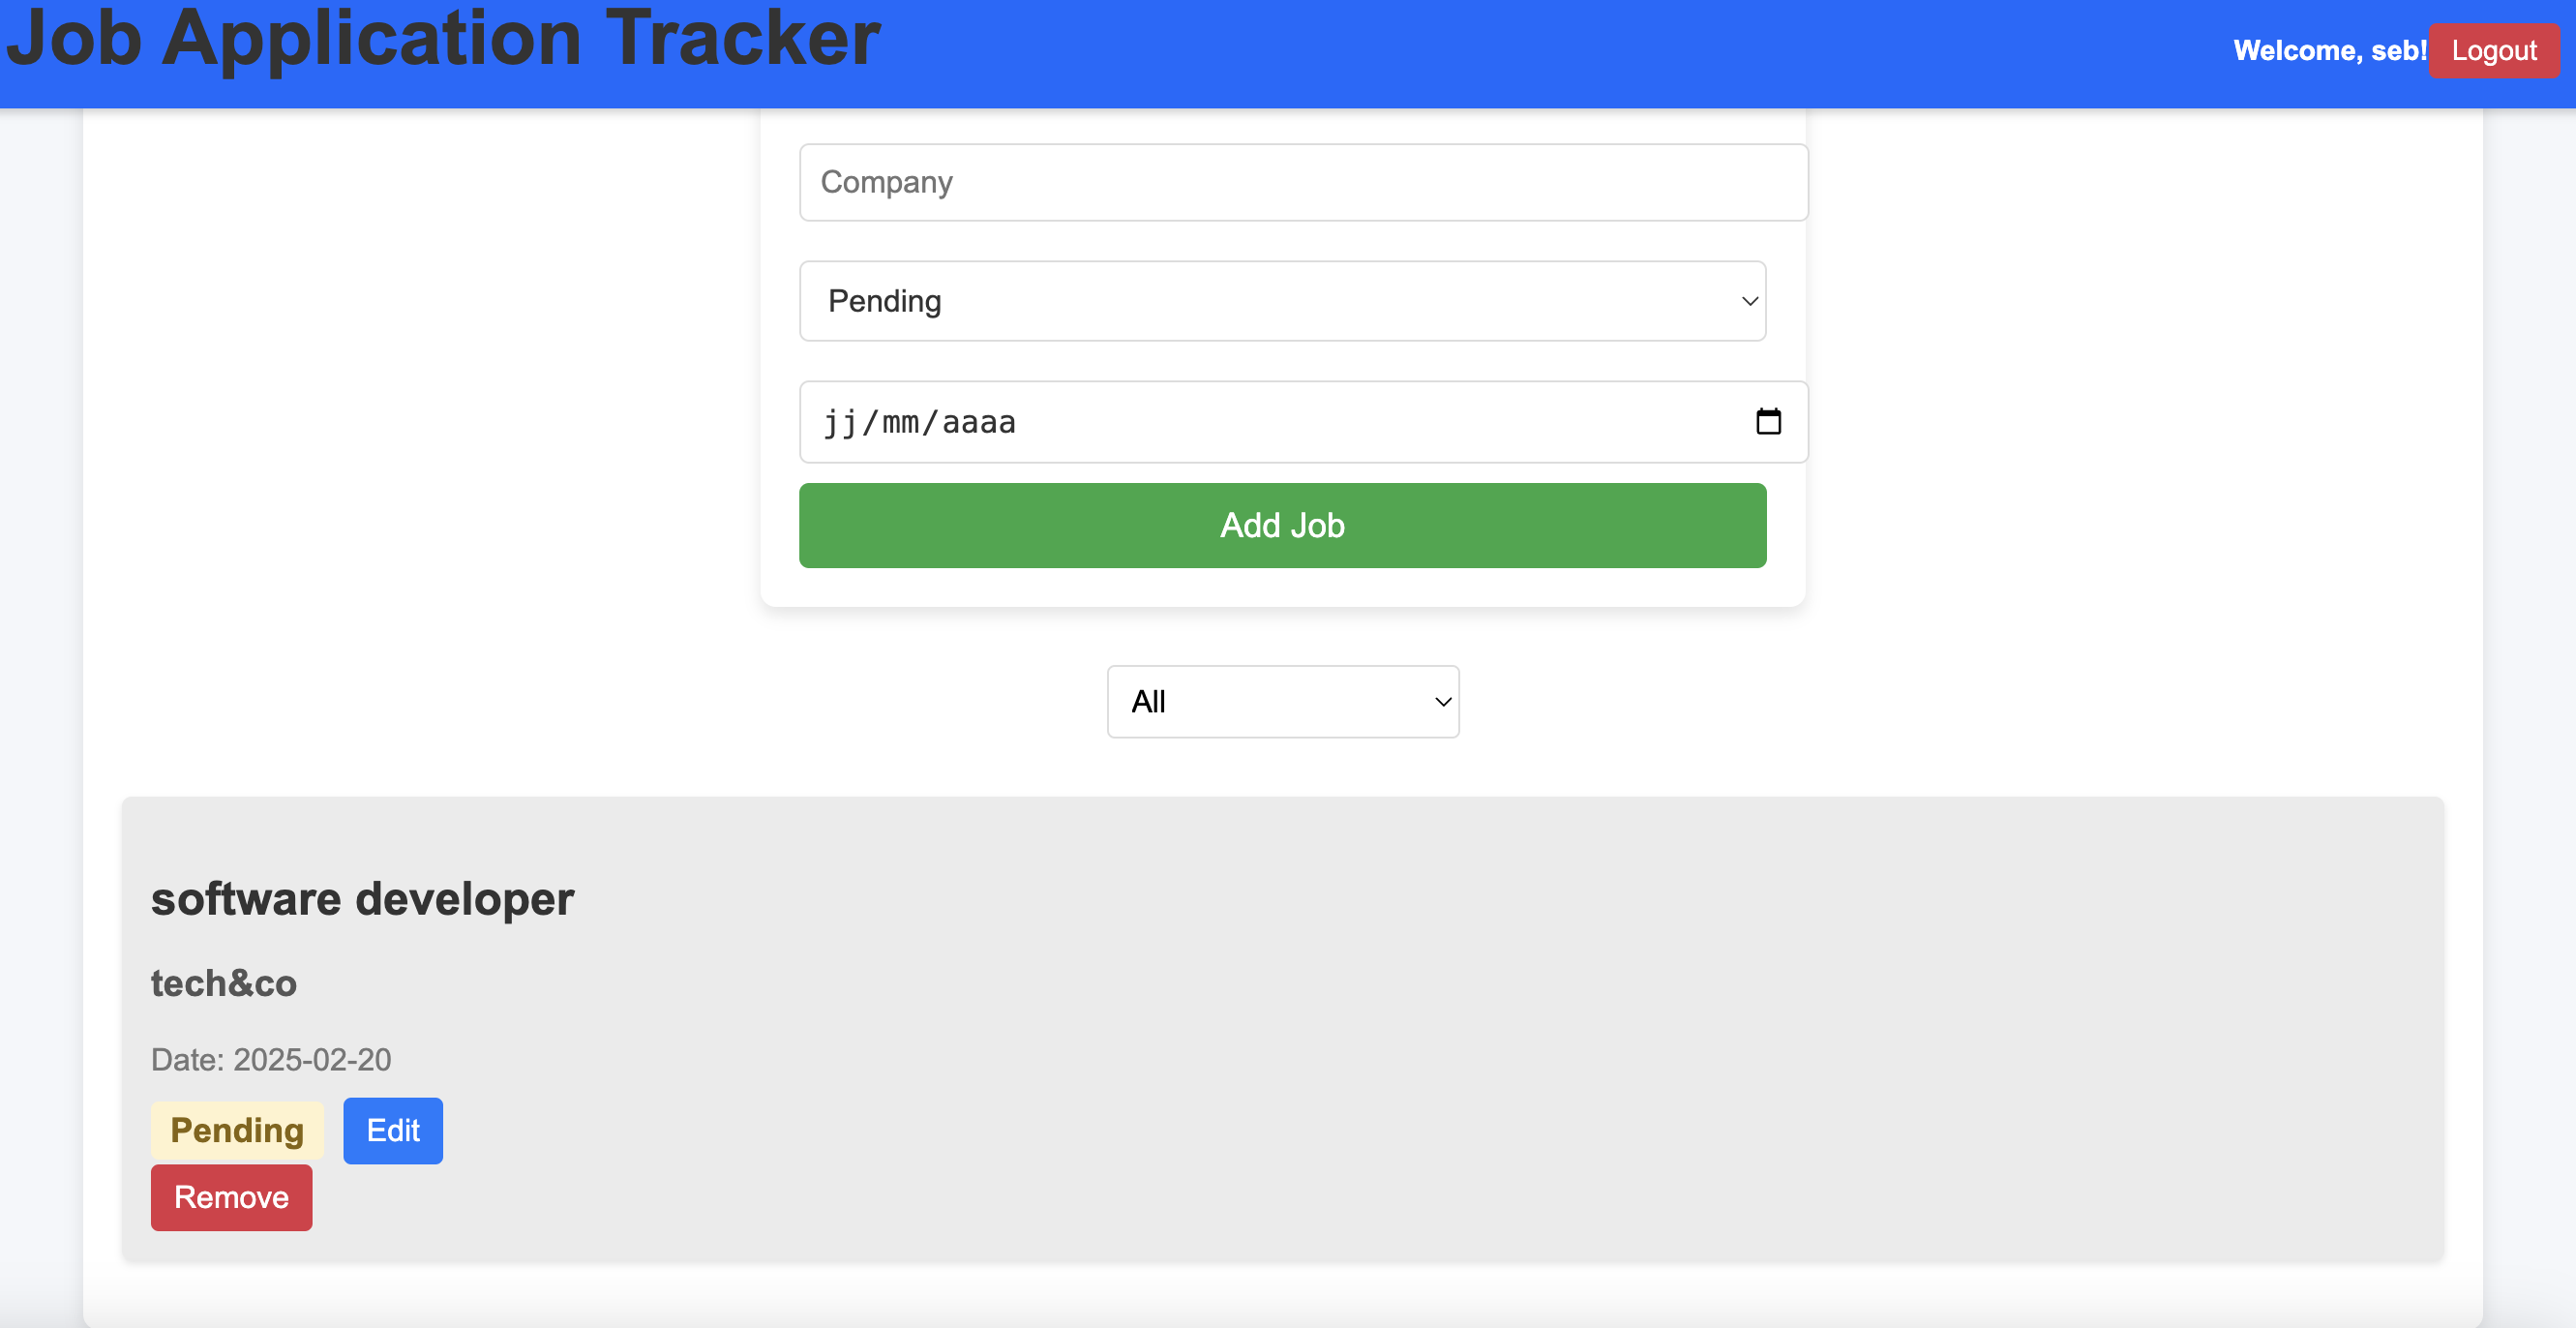 Job Application Tracker
Welcome, seb! Logout
Company
Pending
jj/mm/aaaa
Add Job
All
software developer
tech&co
Date: 2025-02-20
Pending Edit
Remove